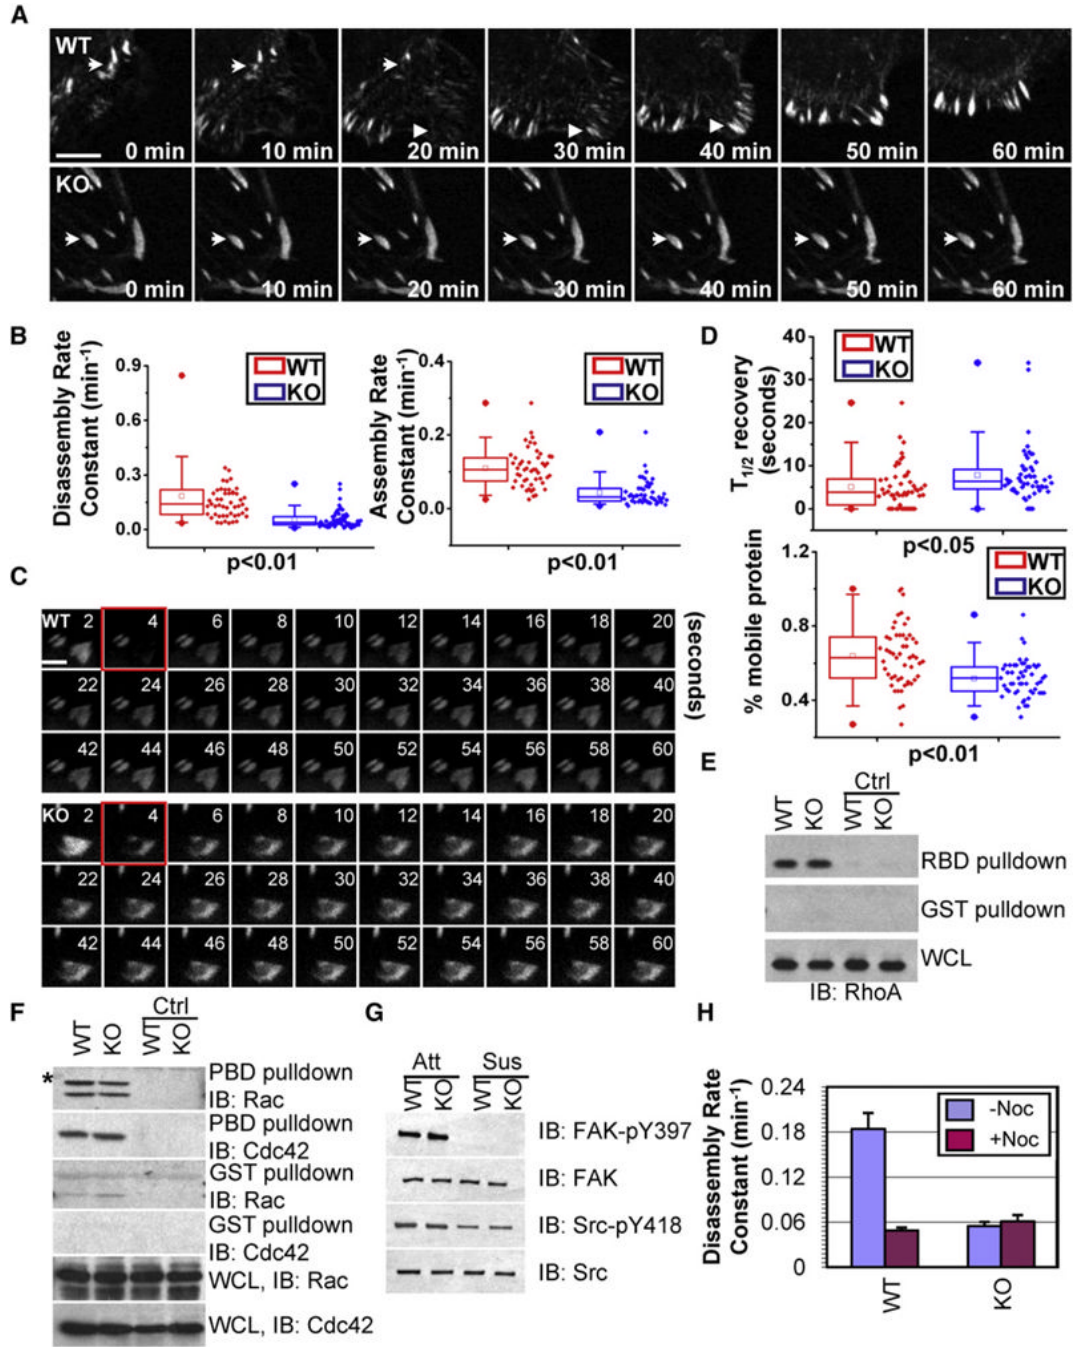 A
WT
0 min
10 min
20 min
30 min
40 min
50 min
60 min
KO
0 min
10 min
20 min
30 min
40 min
50 min
60 min
B
Disassembly Rate
Constant (min⁻¹)
0.9
0.6
0.3
0.0
WT
KO
p<0.01
Assembly Rate
Constant (min⁻¹)
0.4
0.2
0.0
WT
KO
p<0.01
D
T1/2 recovery
(seconds)
40
30
20
10
0
WT
KO
p<0.05
% mobile protein
1.2
0.8
0.4
WT
KO
p<0.01
C
WT 2 4 6 8 10 12 14 16 18 20
22 24 26 28 30 32 34 36 38 40
42 44 46 48 50 52 54 56 58 60
KO 2 4 6 8 10 12 14 16 18 20
22 24 26 28 30 32 34 36 38 40
42 44 46 48 50 52 54 56 58 60
(seconds)
E
Ctrl
WT KO WT KO
RBD pulldown
GST pulldown
WCL
IB: RhoA
F
Ctrl
WT KO WT KO
*
PBD pulldown
IB: Rac
PBD pulldown
IB: Cdc42
GST pulldown
IB: Rac
GST pulldown
IB: Cdc42
WCL, IB: Rac
WCL, IB: Cdc42
G
Att Sus
WT KO WT KO
IB: FAK-pY397
IB: FAK
IB: Src-pY418
IB: Src
H
Disassembly Rate
Constant (min⁻¹)
0.24
0.18
0.12
0.06
0
-Noc
+Noc
WT
KO